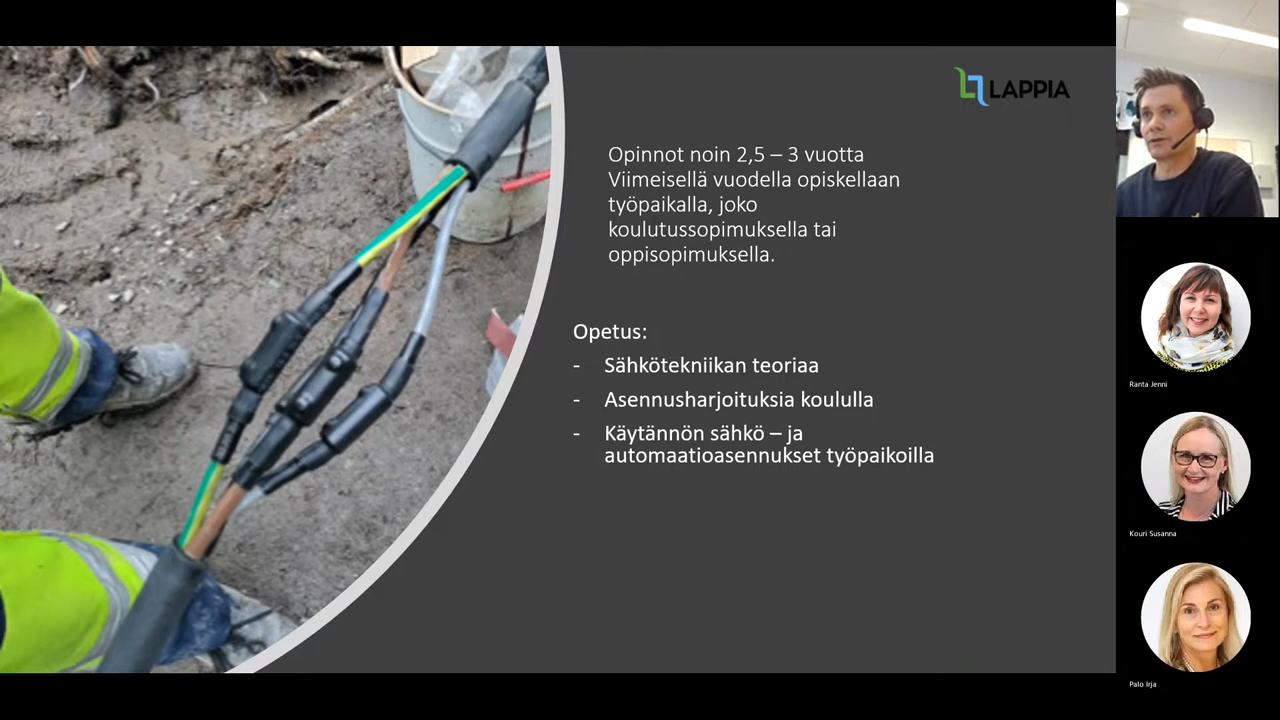 LAPPIA
Opinnot noin 2,5 – 3 vuotta
Viimeisellä vuodella opiskellaan
työpaikalla, joko
koulutussopimuksella tai
oppisopimuksella.
Opetus:
- Sähkötekniikan teoriaa
- Asennusharjoituksia koululla
- Käytännön sähkö – ja
automaatioasennukset työpaikoilla
Ranta Jenni
Kouri Susanna
Palo Irja